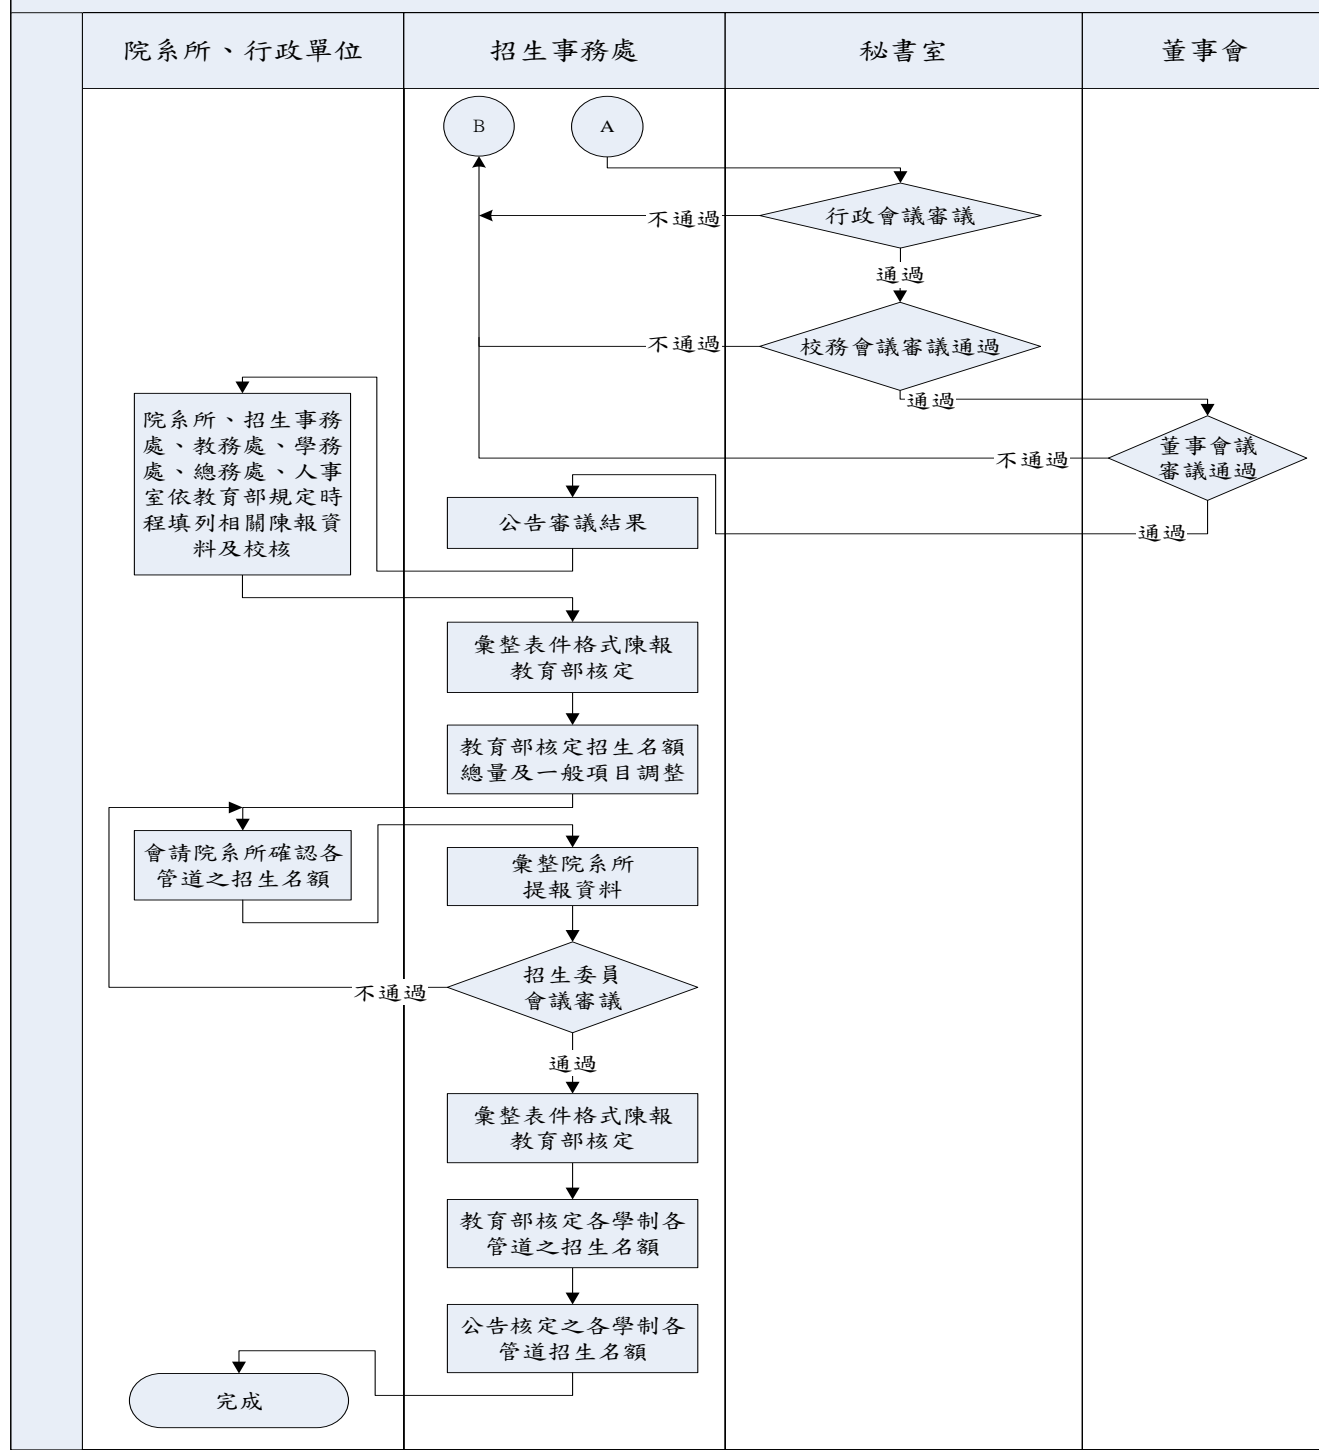 院系所、行政單位
招生事務處
秘書室
董事會
B
A
行政會議審議
不通過
通過
校務會議審議通過
不通過
通過
董事會議
審議通過
不通過
通過
公告審議結果
院系所、招生事務
處、教務處、學務
處、總務處、人事
室依教育部規定時
程填列相關陳報資
料及校核
彙整表件格式陳報
教育部核定
教育部核定招生名額
總量及一般項目調整
會請院系所確認各
管道之招生名額
彙整院系所
提報資料
招生委員
會議審議
不通過
通過
彙整表件格式陳報
教育部核定
教育部核定各學制各
管道之招生名額
公告核定之各學制各
管道招生名額
完成